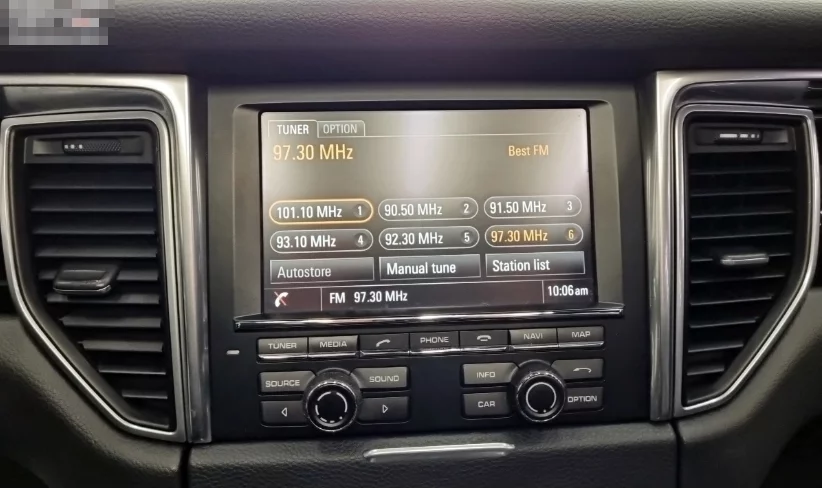 TUNER OPTION
97.30 MHz Best FM
101.10 MHz 1 90.50 MHz 2 91.50 MHz 3
93.10 MHz 4 92.30 MHz 5 97.30 MHz 6
Autostore Manual tune Station list
FM 97.30 MHz 10:06am
TUNER MEDIA PHONE NAVI MAP
SOURCE SOUND INFO
CAR OPTION